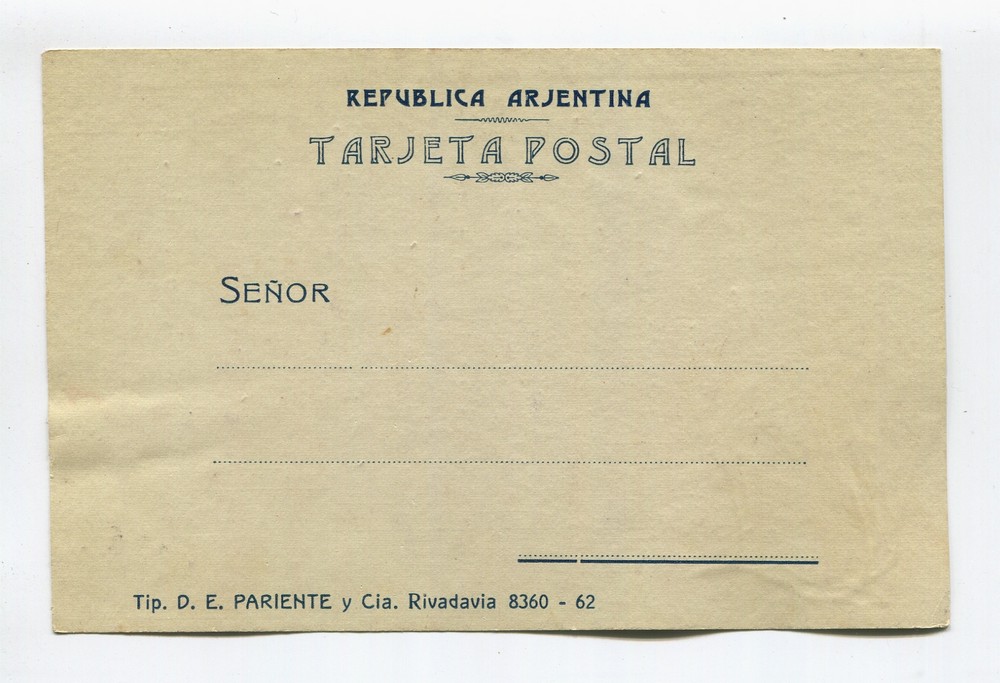 REPUBLICA ARJENTINA
TARJETA POSTAL
SEÑOR
Tip. D. E. PARIENTE y Cia. Rivadavia 8360 - 62